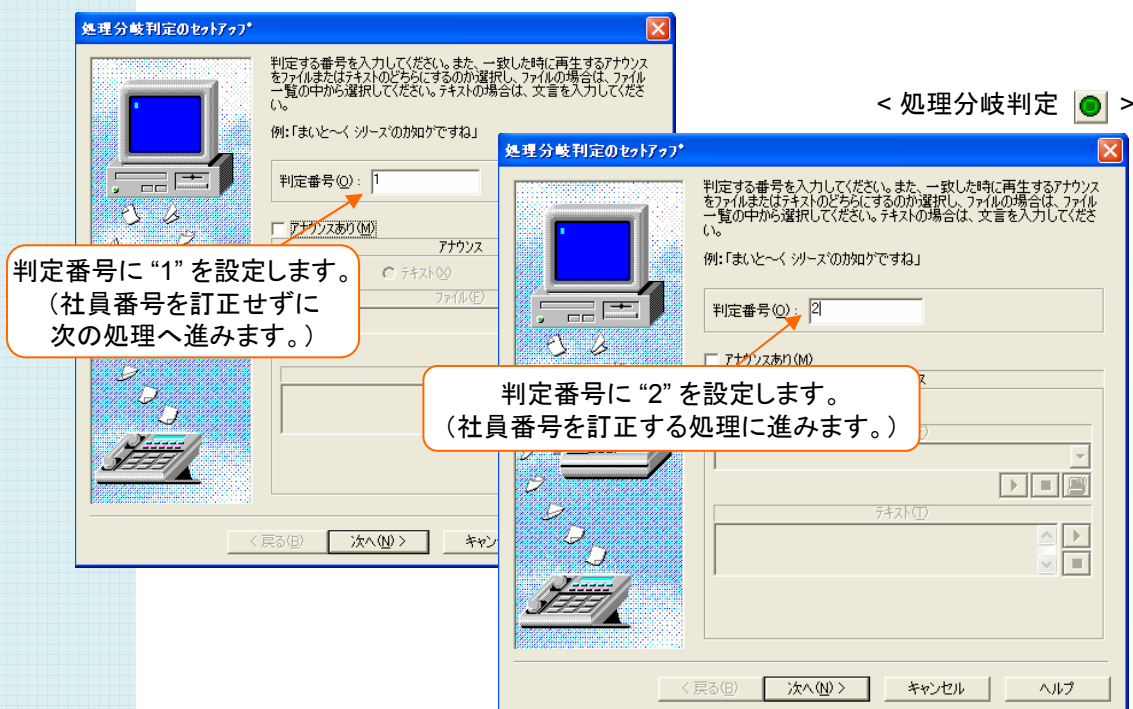 処理分岐判定のセットアップ
判定する番号を入力してください。また、一致した時に再生するアナウンス
をファイルまたはテキストのどちらにするのか選択し、ファイルの場合は、ファイル
一覧の中から選択してください。テキストの場合は、文言を入力してくださ
い。
例:「まいと～く シリーズのカタログですね」
判定番号(O): 1
アナウンスあり(M)
アナウンス
テキスト(X)
ファイル(F)
判定番号に “1” を設定します。
(社員番号を訂正せずに
次の処理へ進みます。)
< 戻る(B)
次へ(N) >
キャン
< 処理分岐判定 >
処理分岐判定のセットアップ
判定する番号を入力してください。また、一致した時に再生するアナウンス
をファイルまたはテキストのどちらにするのか選択し、ファイルの場合は、ファイル
一覧の中から選択してください。テキストの場合は、文言を入力してくださ
い。
例:「まいと～く シリーズのカタログですね」
判定番号(O): 2
アナウンスあり(M)
判定番号に “2” を設定します。
(社員番号を訂正する処理に進みます。)
テキスト(T)
< 戻る(B)
次へ(N) >
キャンセル
ヘルプ